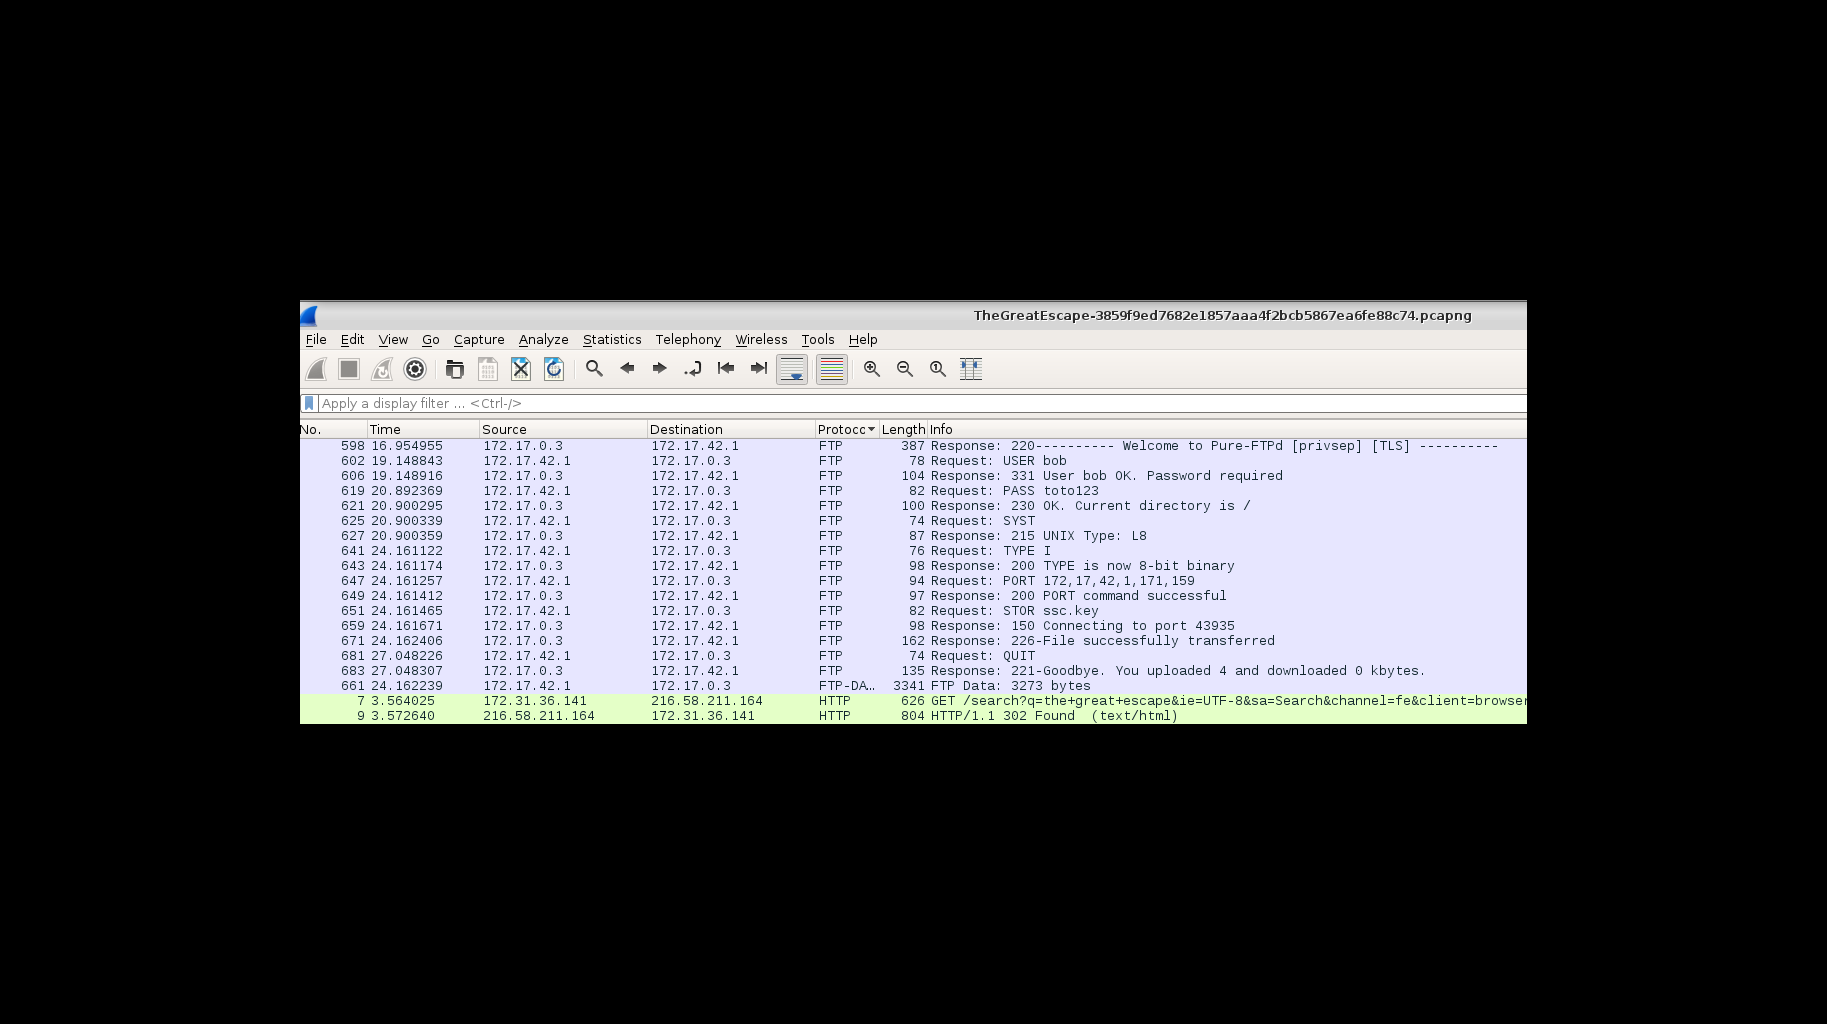 TheGreatEscape-3859f9ed7682e1857aaa4f2bcb5867ea6fe88c74.pcapng
File Edit View Go Capture Analyze Statistics Telephony Wireless Tools Help
Apply a display filter ... <Ctrl-/>
No. Time Source Destination Protocc Length Info
598 16.954955 172.17.0.3 172.17.42.1 FTP 387 Response: 220---------- Welcome to Pure-FTPd [privsep] [TLS] ----------
602 19.148843 172.17.42.1 172.17.0.3 FTP 78 Request: USER bob
606 19.148916 172.17.0.3 172.17.42.1 FTP 104 Response: 331 User bob OK. Password required
619 20.892369 172.17.42.1 172.17.0.3 FTP 82 Request: PASS toto123
621 20.900295 172.17.0.3 172.17.42.1 FTP 100 Response: 230 OK. Current directory is /
625 20.900339 172.17.42.1 172.17.0.3 FTP 74 Request: SYST
627 20.900359 172.17.0.3 172.17.42.1 FTP 87 Response: 215 UNIX Type: L8
641 24.161122 172.17.42.1 172.17.0.3 FTP 76 Request: TYPE I
643 24.161174 172.17.0.3 172.17.42.1 FTP 98 Response: 200 TYPE is now 8-bit binary
647 24.161257 172.17.42.1 172.17.0.3 FTP 94 Request: PORT 172,17,42,1,171,159
649 24.161412 172.17.0.3 172.17.42.1 FTP 97 Response: 200 PORT command successful
651 24.161465 172.17.42.1 172.17.0.3 FTP 82 Request: STOR ssc.key
659 24.161671 172.17.0.3 172.17.42.1 FTP 98 Response: 150 Connecting to port 43935
671 24.162406 172.17.0.3 172.17.42.1 FTP 162 Response: 226-File successfully transferred
681 27.048226 172.17.42.1 172.17.0.3 FTP 74 Request: QUIT
683 27.048307 172.17.0.3 172.17.42.1 FTP 135 Response: 221-Goodbye. You uploaded 4 and downloaded 0 kbytes.
661 24.162239 172.17.42.1 172.17.0.3 FTP-DA... 3341 FTP Data: 3273 bytes
7 3.564025 172.31.36.141 216.58.211.164 HTTP 626 GET /search?q=the+great+escape&ie=UTF-8&sa=Search&channel=fe&client=browser
9 3.572640 216.58.211.164 172.31.36.141 HTTP 804 HTTP/1.1 302 Found (text/html)